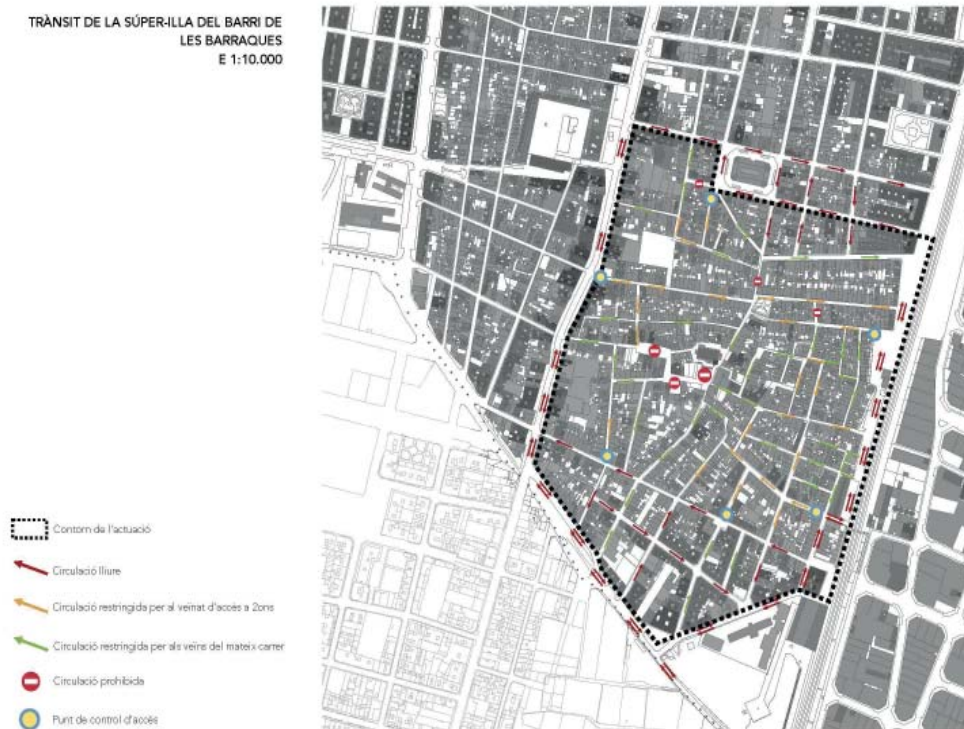 TRÀNSIT DE LA SÚPER-ILLA DEL BARRI DE
LES BARRAQUES
E 1:10.000
Contorn de l'actuació
Circulació lliure
Circulació restringida per al veïnat d'accés a 2ons
Circulació restringida per als veïns del mateix carrer
Circulació prohibida
Punt de control d'accés